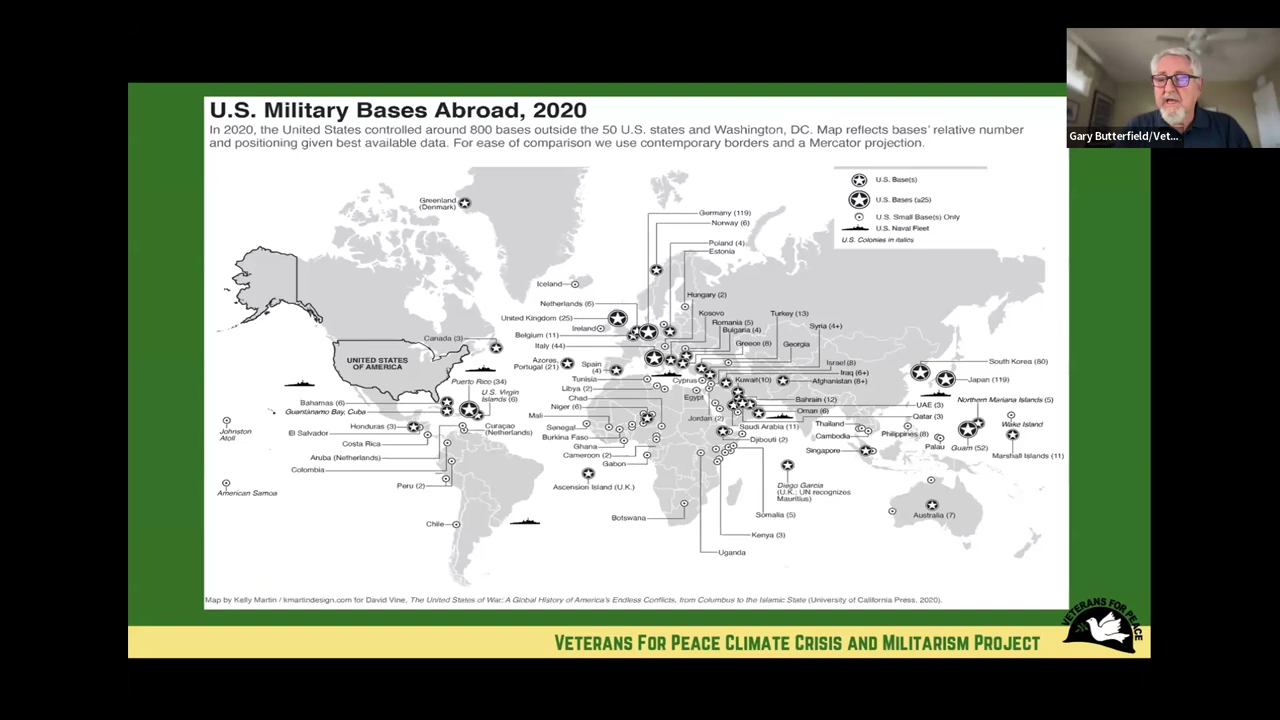 U.S. Military Bases Abroad, 2020
In 2020, the United States controlled around 800 bases outside the 50 U.S. states and Washington, DC. Map reflects bases' relative number
and positioning given best available data. For ease of comparison we use contemporary borders and a Mercator projection.
Gary Butterfield/Vet...
U.S. Base(s)
U.S. Bases (≥25)
U.S. Small Base(s) Only
U.S. Naval Fleet
U.S. Colonies in italics
Greenland
(Denmark)
Germany (119)
Norway (6)
Poland (4)
Estonia
Iceland
Hungary (2)
Netherlands (6)
Kosovo
Turkey (13)
United Kingdom (25)
Romania (5)
Syria (4+)
Ireland
Bulgaria (4)
Belgium (11)
Canada (3)
Italy (44)
Greece (8)
Georgia
UNITED STATES
OF AMERICA
Azores,
Portugal (21)
Spain
(4)
Israel (8)
South Korea (80)
Iraq (6+)
Puerto Rico (34)
Tunisia
Cyprus
Kuwait(10)
Afghanistan (8+)
Japan (119)
U.S. Virgin
Islands (6)
Libya (2)
Egypt
Bahamas (6)
Chad
Bahrain (12)
Northern Mariana Islands (5)
Guantánamo Bay, Cuba
Niger (6)
Oman (6)
UAE (3)
Mali
Jordan (2)
Qatar (3)
Honduras (3)
Curaçao
(Netherlands)
Senegal
Saudi Arabia (11)
Thailand
Wake Island
Johnston
Atoll
El Salvador
Burkina Faso
Djibouti (2)
Cambodia
Philippines (8)
Costa Rica
Ghana
Singapore
Palau
Guam (52)
Aruba (Netherlands)
Cameroon (2)
Marshall Islands (11)
Colombia
Gabon
Peru (2)
Ascension Island (U.K.)
Diego Garcia
(U.K.; UN recognizes
Mauritius)
American Samoa
Chile
Botswana
Somalia (5)
Australia (7)
Kenya (3)
Uganda
Map by Kelly Martin / kmartindesign.com for David Vine, The United States of War: A Global History of America's Endless Conflicts, from Columbus to the Islamic State (University of California Press, 2020).
VETERANS FOR PEACE CLIMATE CRISIS AND MILITARISM PROJECT
VETERANS FOR PEACE